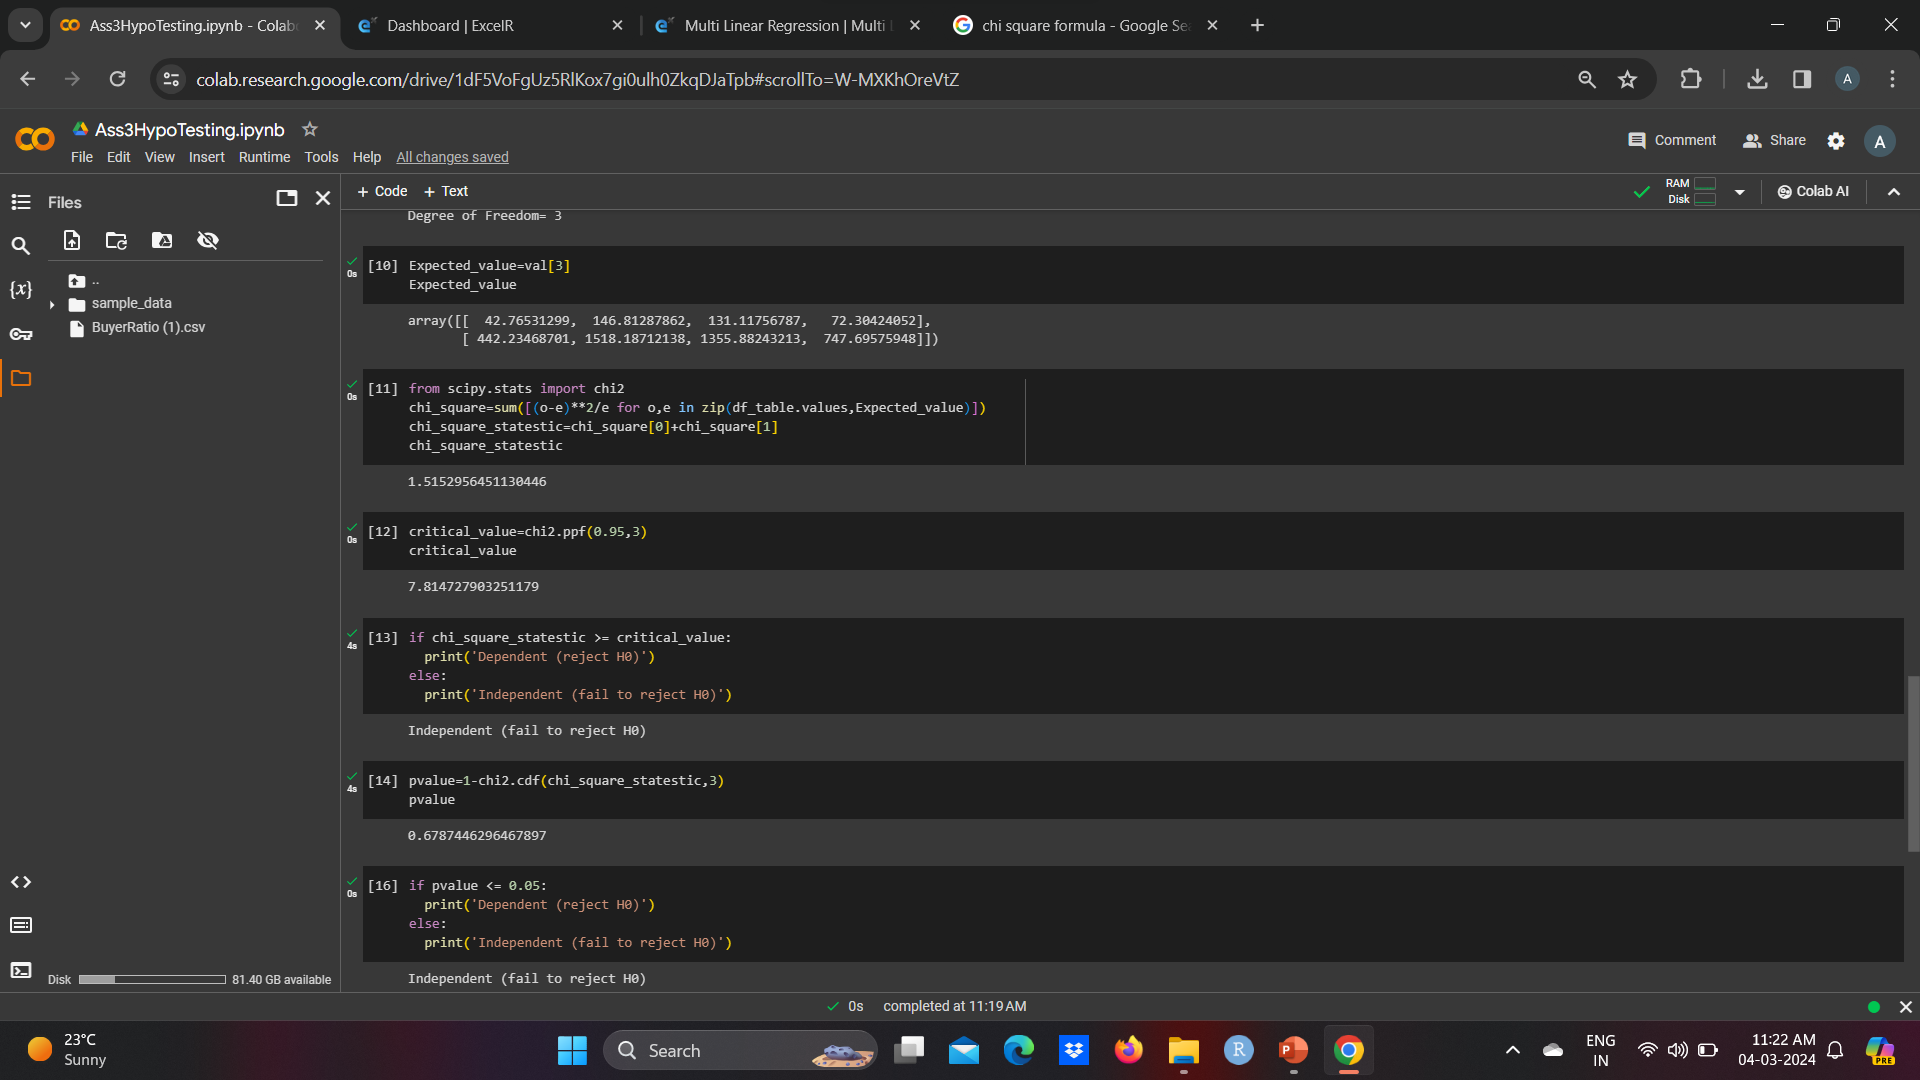 Ass3HypoTesting.ipynb - Colab
Dashboard | ExcelR
Multi Linear Regression | Multi
chi square formula - Google Se
colab.research.google.com/drive/1dF5VoFgUz5RlKox7gi0ulh0ZkqDJaTpb#scrollTo=W-MXKhOreVtZ
A
Ass3HypoTesting.ipynb
File Edit View Insert Runtime Tools Help All changes saved
Comment Share A
Files
+ Code + Text
RAM
Disk
Colab AI
..
sample_data
BuyerRatio (1).csv
{x}
Degree of Freedom= 3
0s
[10] Expected_value=val[3]
Expected_value
array([[  42.76531299,  146.81287862,  131.11756787,   72.30424052],
[ 442.23468701, 1518.18712138, 1355.88243213,  747.69575948]])
0s
[11] from scipy.stats import chi2
chi_square=sum([(o-e)**2/e for o,e in zip(df_table.values,Expected_value)])
chi_square_statestic=chi_square[0]+chi_square[1]
chi_square_statestic
1.5152956451130446
0s
[12] critical_value=chi2.ppf(0.95,3)
critical_value
7.814727903251179
4s
[13] if chi_square_statestic >= critical_value:
print('Dependent (reject H0)')
else:
print('Independent (fail to reject H0)')
Independent (fail to reject H0)
4s
[14] pvalue=1-chi2.cdf(chi_square_statestic,3)
pvalue
0.6787446296467897
0s
[16] if pvalue <= 0.05:
print('Dependent (reject H0)')
else:
print('Independent (fail to reject H0)')
Independent (fail to reject H0)
Disk 81.40 GB available
0s completed at 11:19 AM
23°C
Sunny
Search
R
P
ENG
IN
11:22 AM
04-03-2024
PRE